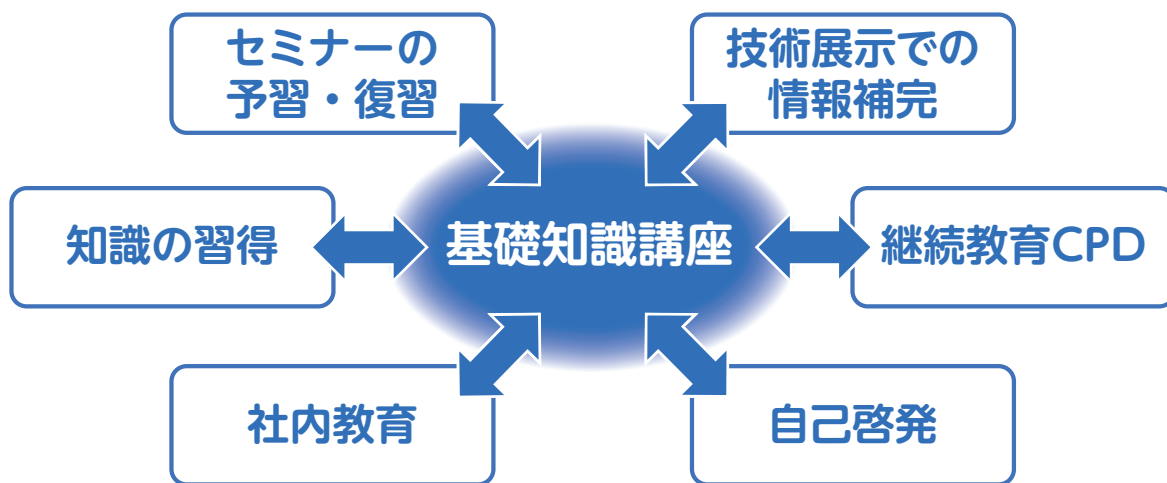 セミナーの
予習・復習
技術展示での
情報補完
知識の習得
基礎知識講座
継続教育CPD
社内教育
自己啓発